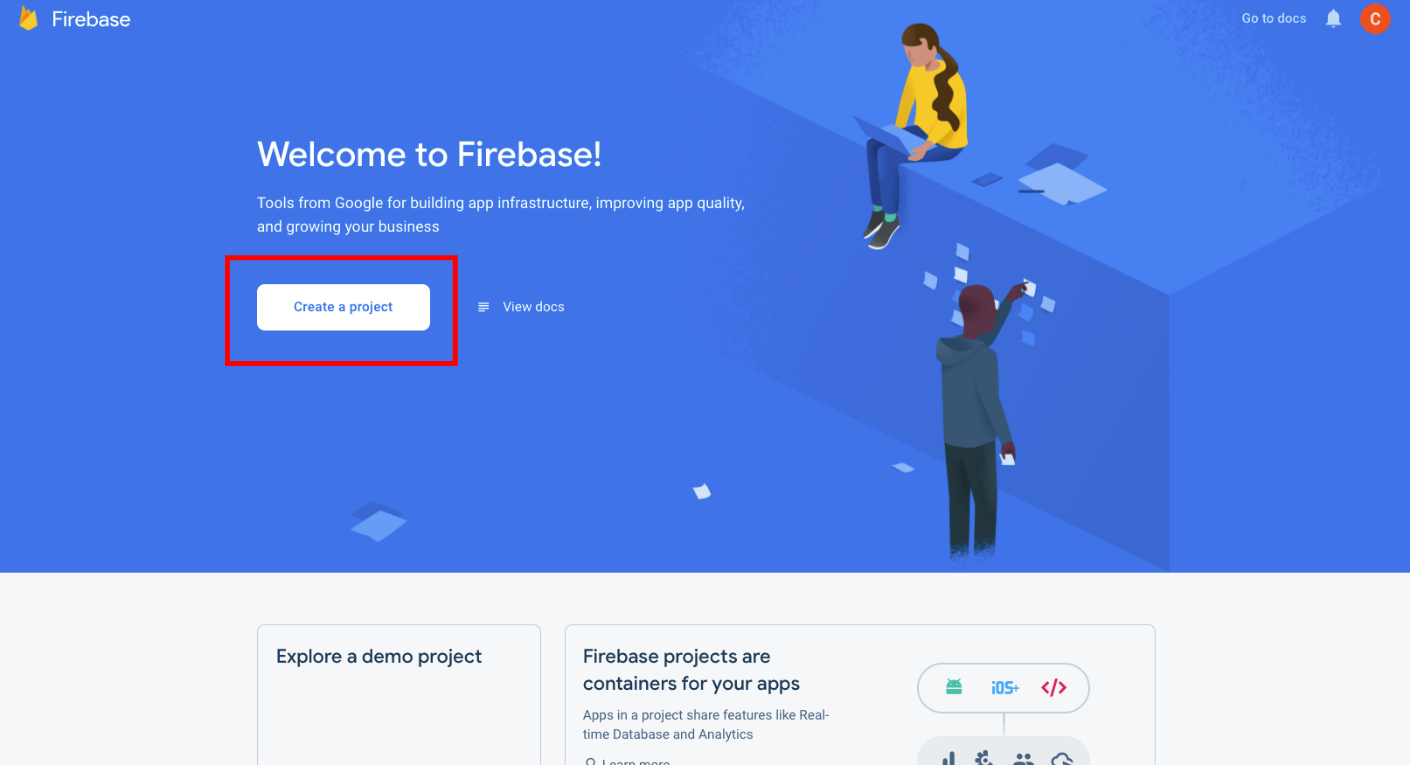 Firebase
Go to docs
C
Welcome to Firebase!
Tools from Google for building app infrastructure, improving app quality,
and growing your business
Create a project
View docs
Explore a demo project
Firebase projects are
containers for your apps
Apps in a project share features like Real-
time Database and Analytics
Learn more
iOS+